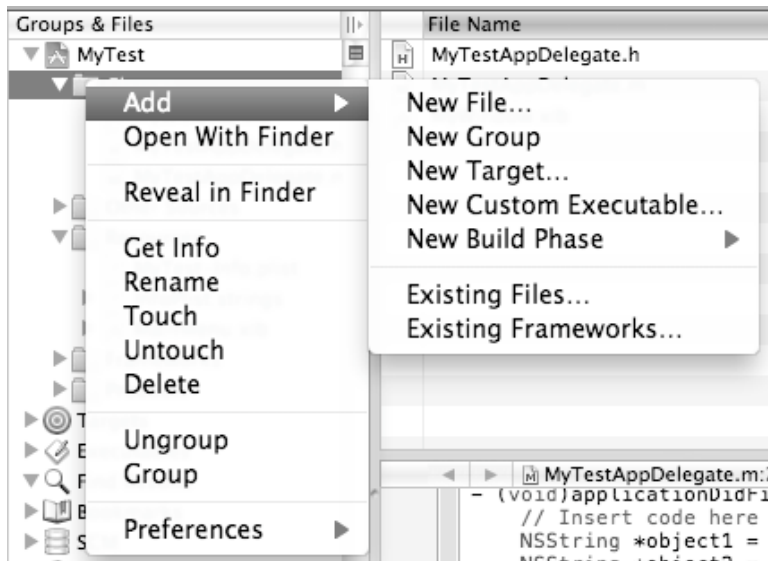 Groups & Files
File Name
MyTest
MyTestAppDelegate.h
Add
Open With Finder
Reveal in Finder
Get Info
Rename
Touch
Untouch
Delete
Ungroup
Group
Preferences
New File...
New Group
New Target...
New Custom Executable...
New Build Phase
Existing Files...
Existing Frameworks...
MyTestAppDelegate.m:
- (void)applicationDidFi
// Insert code here
NSString *object1 =